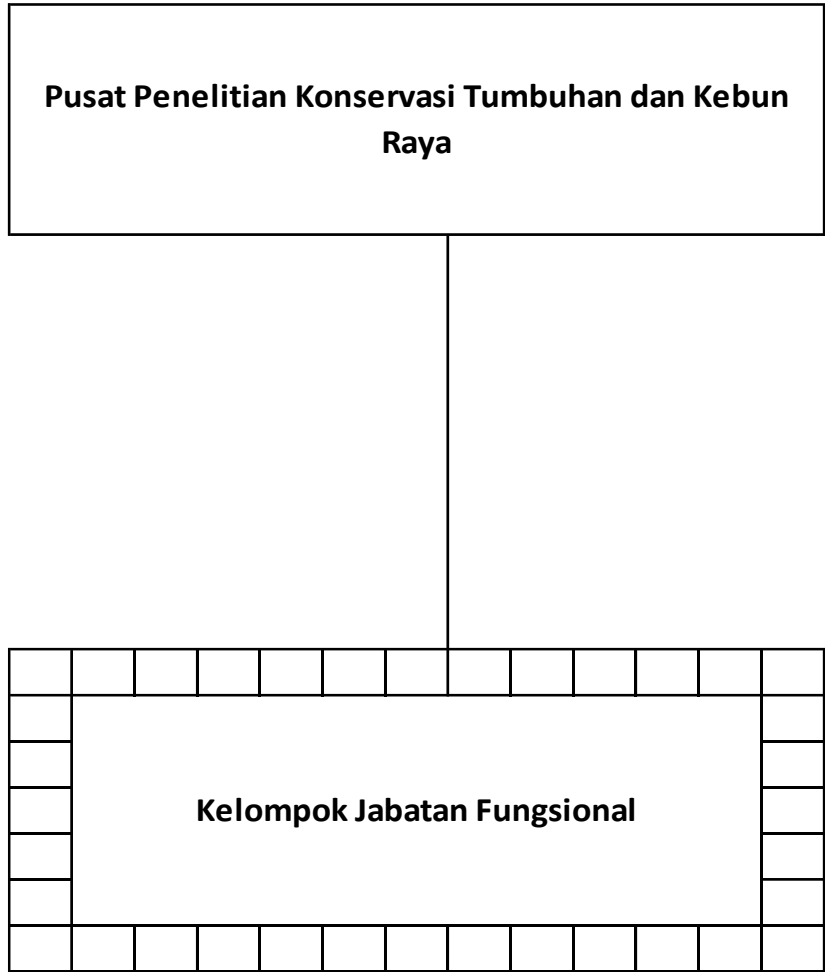 Pusat Penelitian Konservasi Tumbuhan dan Kebun
Raya
Kelompok Jabatan Fungsional